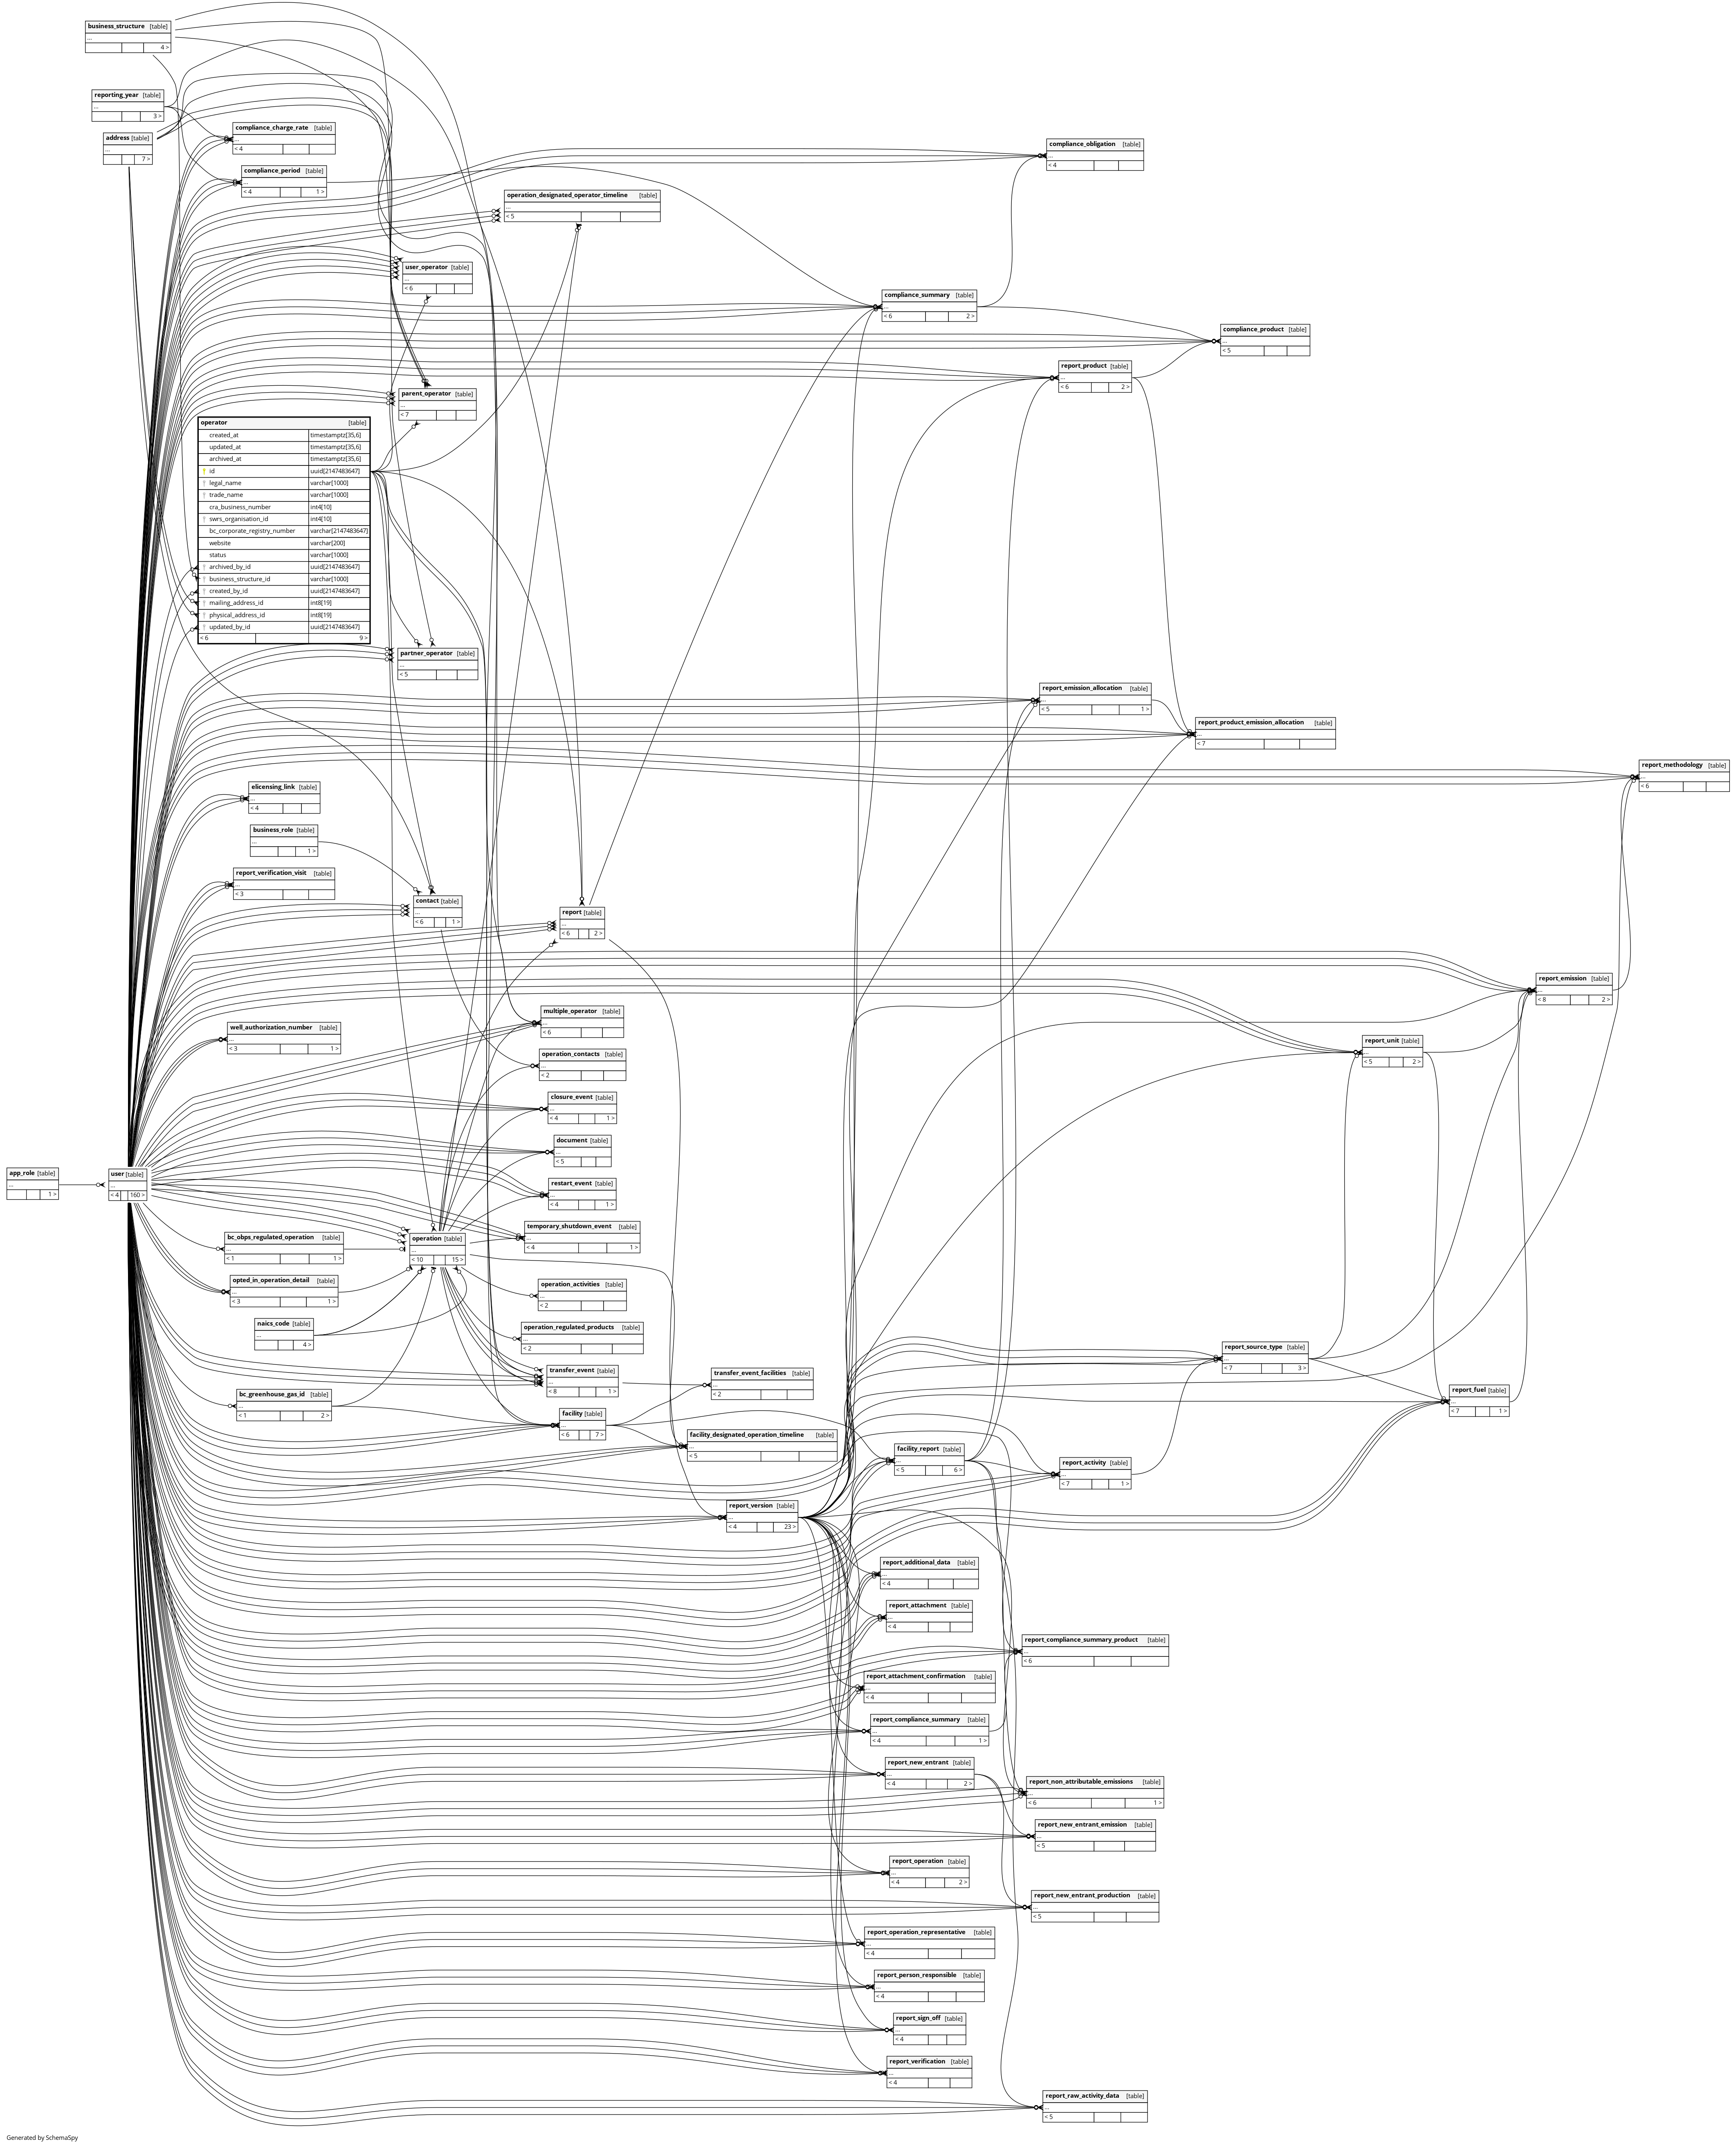 business_structure [table]
...
4 >
reporting_year [table]
...
3 >
address [table]
...
7 >
compliance_charge_rate [table]
...
< 4
compliance_period [table]
...
< 4 1 >
compliance_obligation [table]
...
< 4
operation_designated_operator_timeline [table]
...
< 5
user_operator [table]
...
< 6
compliance_summary [table]
...
< 6 2 >
compliance_product [table]
...
< 5
report_product [table]
...
< 6 2 >
parent_operator [table]
...
< 7
operator [table]
created_at timestamptz[35,6]
updated_at timestamptz[35,6]
archived_at timestamptz[35,6]
id uuid[2147483647]
legal_name varchar[1000]
trade_name varchar[1000]
cra_business_number int4[10]
swrs_organisation_id int4[10]
bc_corporate_registry_number varchar[2147483647]
website varchar[200]
status varchar[1000]
archived_by_id uuid[2147483647]
business_structure_id varchar[1000]
created_by_id uuid[2147483647]
mailing_address_id int8[19]
physical_address_id int8[19]
updated_by_id uuid[2147483647]
< 6 9 >
partner_operator [table]
...
< 5
report_emission_allocation [table]
...
< 5 1 >
report_product_emission_allocation [table]
...
< 7
report_methodology [table]
...
< 6
elicensing_link [table]
...
< 4
business_role [table]
...
1 >
report_verification_visit [table]
...
< 3
contact [table]
...
< 6 1 >
report [table]
...
< 6 2 >
report_emission [table]
...
< 8 2 >
multiple_operator [table]
...
< 6
well_authorization_number [table]
...
< 3 1 >
report_unit [table]
...
< 5 2 >
operation_contacts [table]
...
< 2
closure_event [table]
...
< 4 1 >
document [table]
...
< 5
app_role [table]
...
1 >
user [table]
...
< 4 160 >
restart_event [table]
...
< 4 1 >
temporary_shutdown_event [table]
...
< 4 1 >
bc_obps_regulated_operation [table]
...
< 1 1 >
operation [table]
...
< 10 15 >
opted_in_operation_detail [table]
...
< 3 1 >
operation_activities [table]
...
< 2
naics_code [table]
...
4 >
operation_regulated_products [table]
...
< 2
report_source_type [table]
...
< 7 3 >
transfer_event [table]
...
< 8 1 >
transfer_event_facilities [table]
...
< 2
bc_greenhouse_gas_id [table]
...
< 1 2 >
report_fuel [table]
...
< 7 1 >
facility [table]
...
< 6 7 >
facility_designated_operation_timeline [table]
...
< 5
facility_report [table]
...
< 5 6 >
report_activity [table]
...
< 7 1 >
report_version [table]
...
< 4 23 >
report_additional_data [table]
...
< 4
report_attachment [table]
...
< 4
report_compliance_summary_product [table]
...
< 6
report_attachment_confirmation [table]
...
< 4
report_compliance_summary [table]
...
< 4 1 >
report_new_entrant [table]
...
< 4 2 >
report_non_attributable_emissions [table]
...
< 6 1 >
report_new_entrant_emission [table]
...
< 5
report_operation [table]
...
< 4 2 >
report_new_entrant_production [table]
...
< 5
report_operation_representative [table]
...
< 4
report_person_responsible [table]
...
< 4
report_sign_off [table]
...
< 4
report_verification [table]
...
< 4
report_raw_activity_data [table]
...
< 5
Generated by SchemaSpy